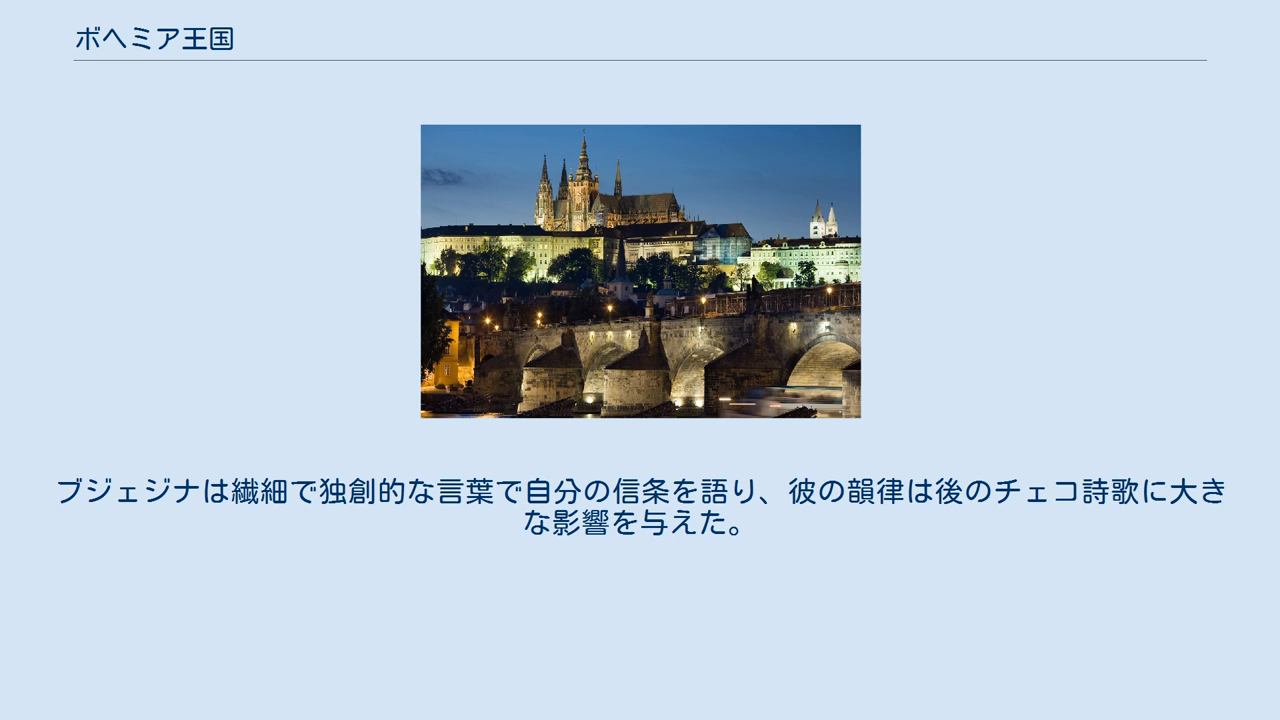 ボヘミア王国
ブジェジナは繊細で独創的な言葉で自分の信条を語り、彼の韻律は後のチェコ詩歌に大き
な影響を与えた。